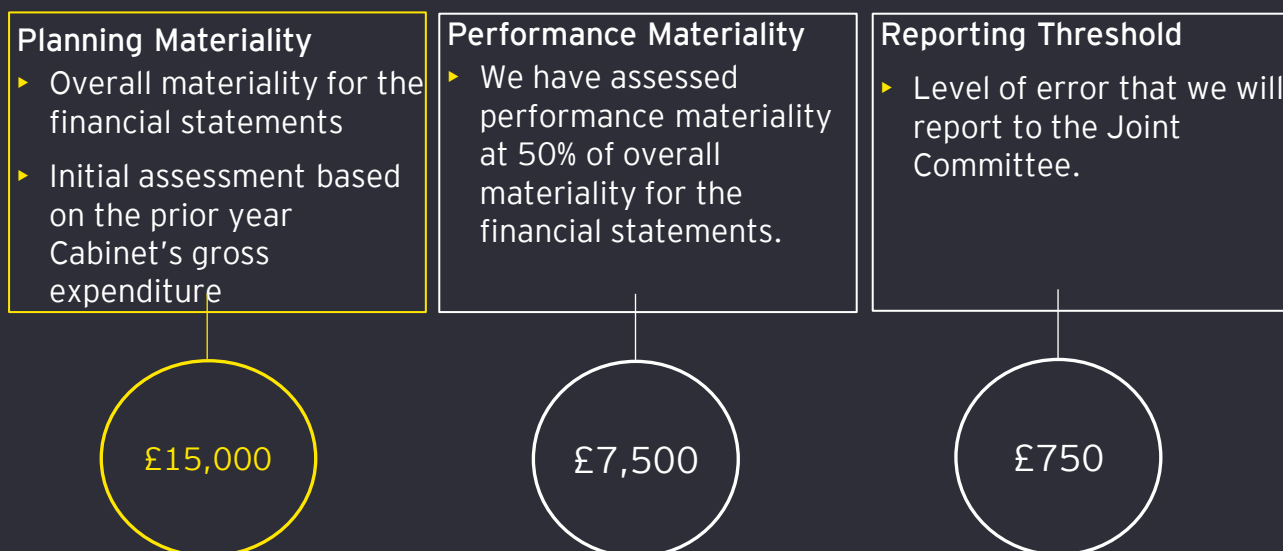 Planning Materiality
▸ Overall materiality for the
financial statements
▸ Initial assessment based
on the prior year
Cabinet's gross
expenditure
£15,000
Performance Materiality
▸ We have assessed
performance materiality
at 50% of overall
materiality for the
financial statements.
£7,500
Reporting Threshold
▸ Level of error that we will
report to the Joint
Committee.
£750